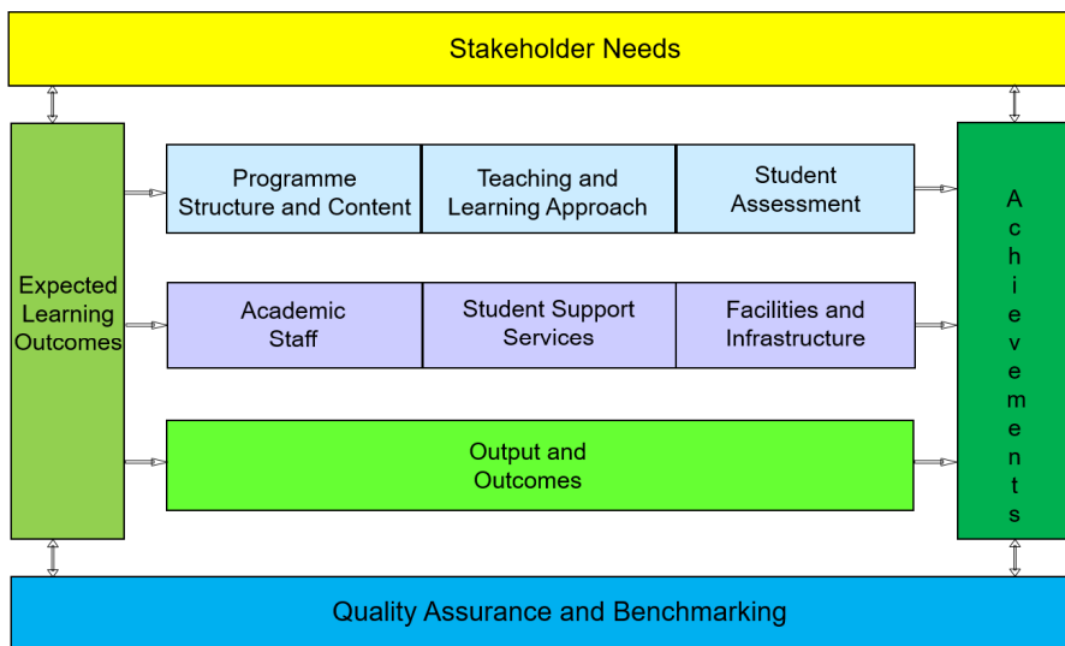 Stakeholder Needs
Expected
Learning
Outcomes
Programme
Structure and Content
Teaching and
Learning Approach
Student
Assessment
Academic
Staff
Student Support
Services
Facilities and
Infrastructure
Output and
Outcomes
Achievements
Quality Assurance and Benchmarking